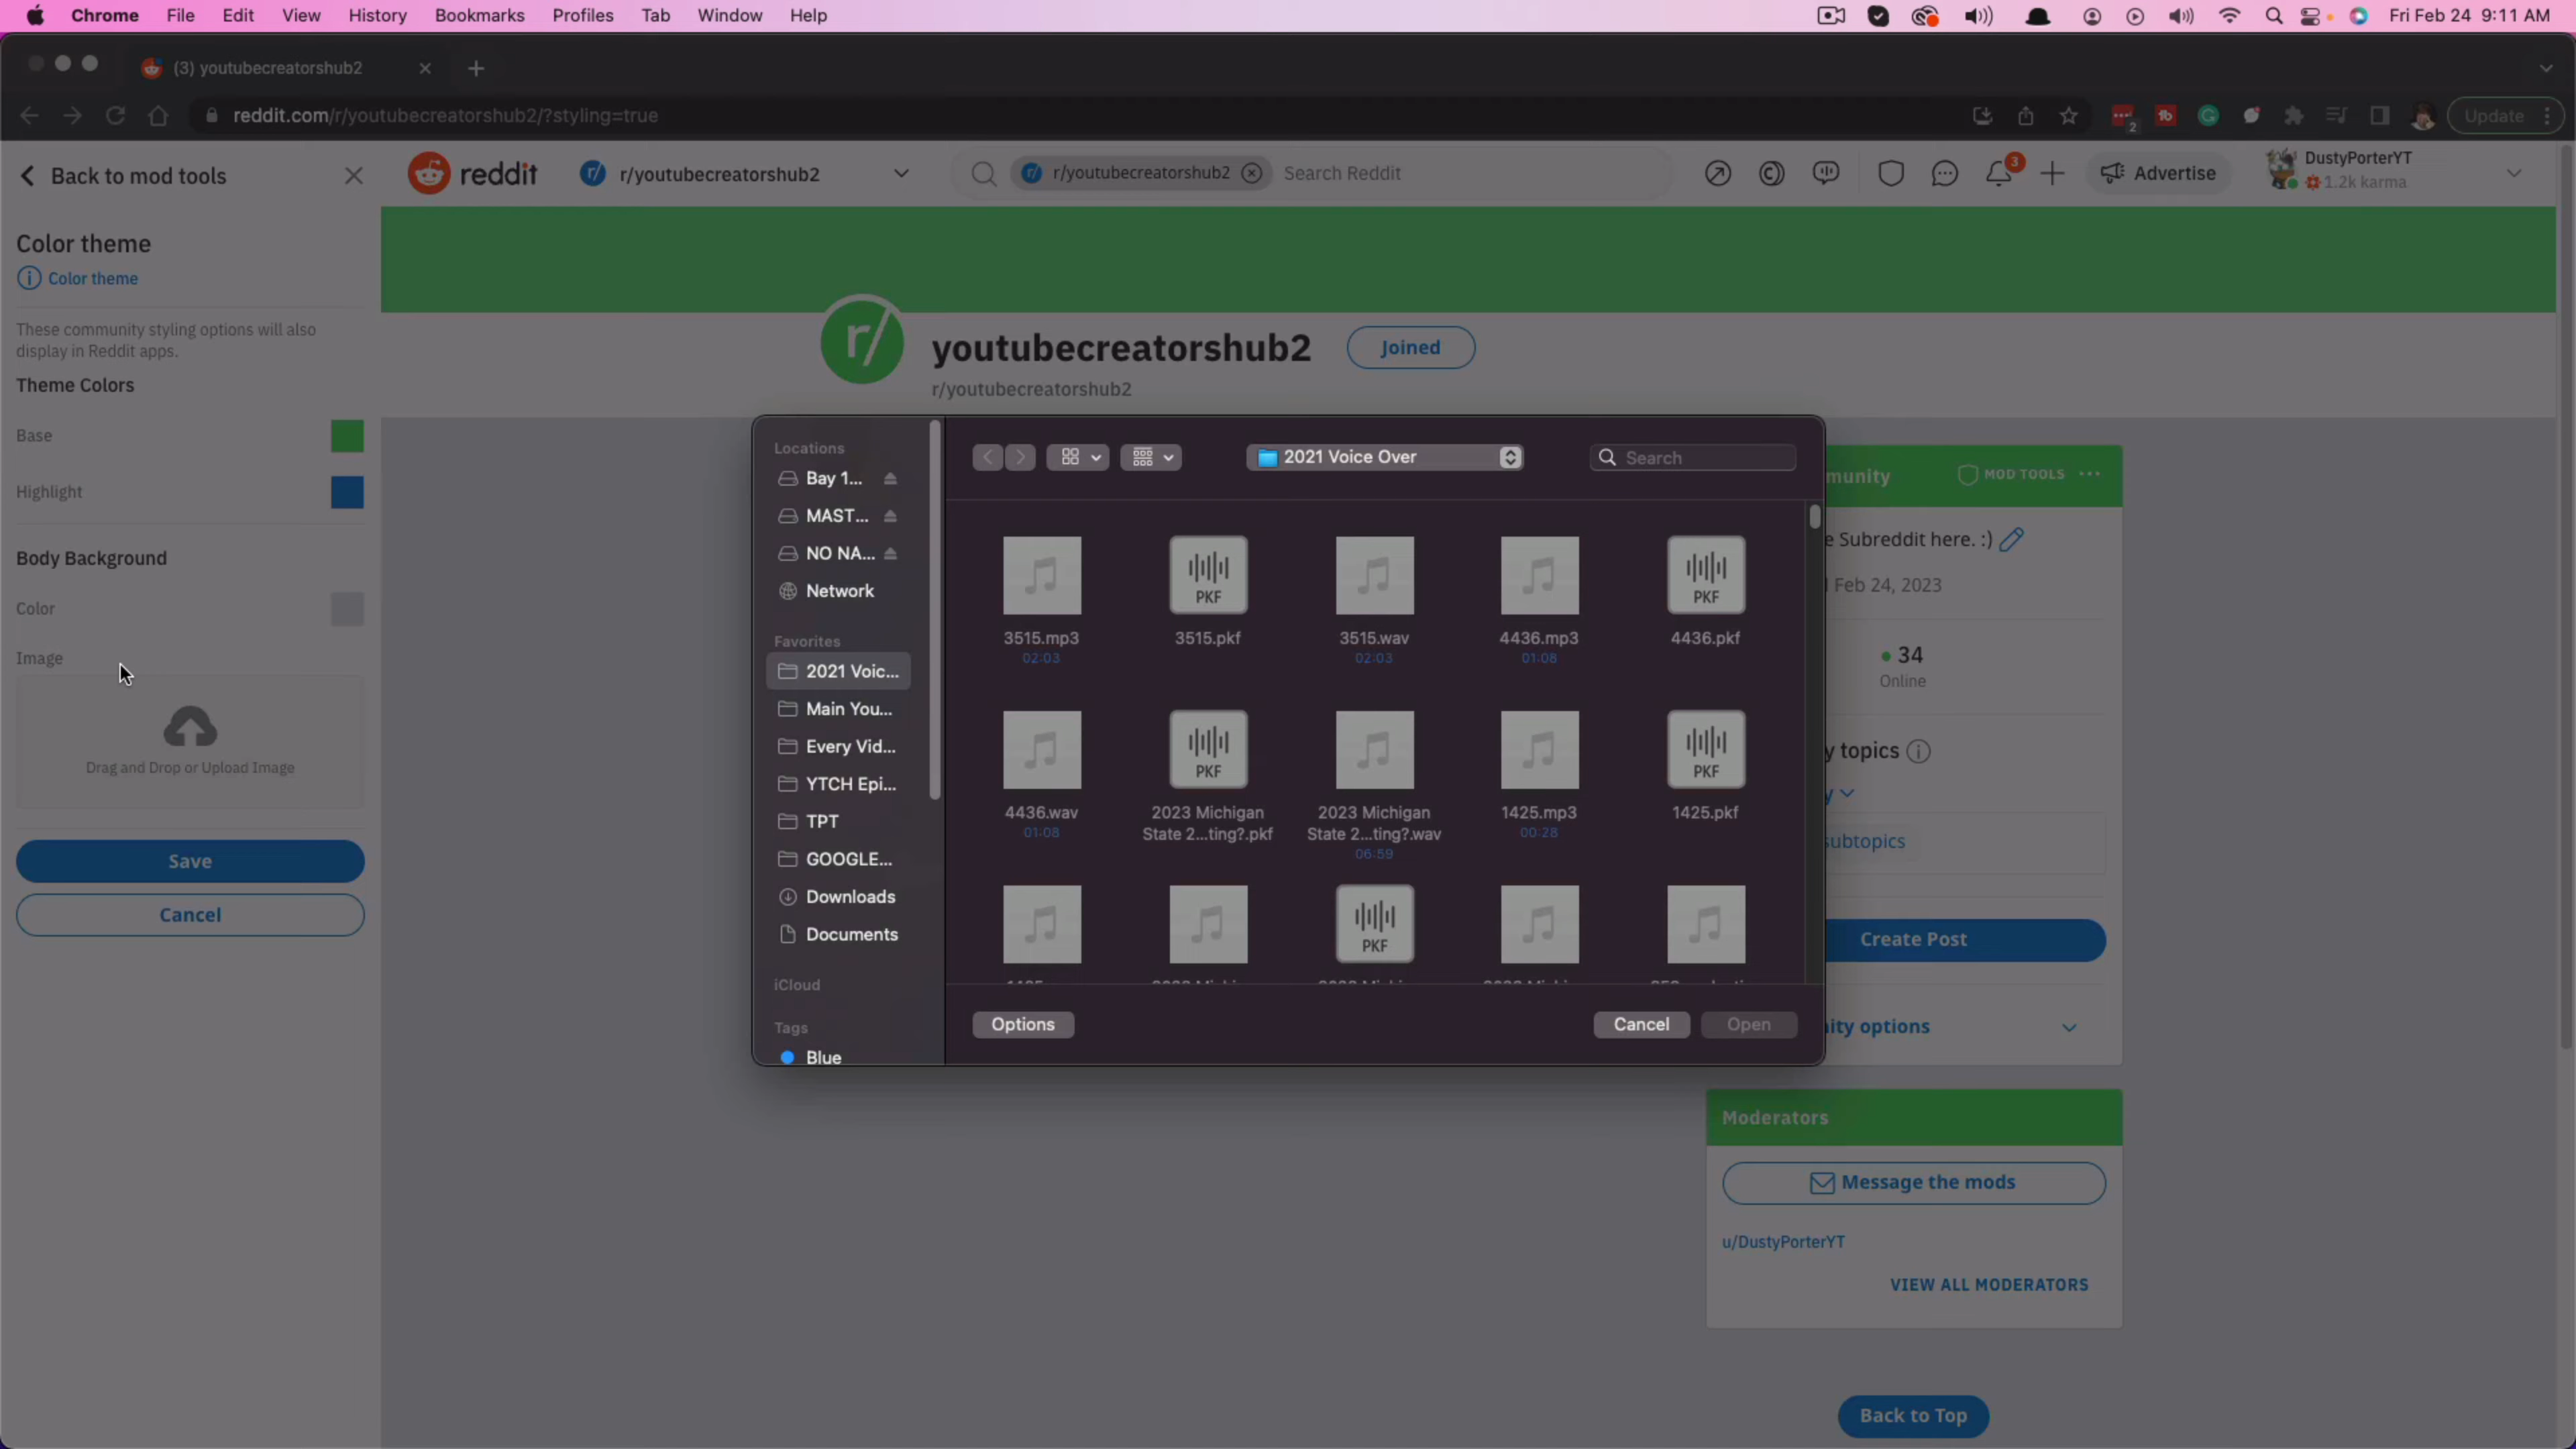 Chrome File Edit View History Bookmarks Profiles Tab Window Help Fri Feb 24 9:11 AM
(3) youtubecreatorshub2
reddit.com/r/youtubecreatorshub2/?styling=true 2 Update
Back to mod tools reddit r/youtubecreatorshub2 r/youtubecreatorshub2 Search Reddit 3 Advertise DustyPorterYT
1.2k karma
Color theme
Color theme
These community styling options will also
display in Reddit apps.
Theme Colors
Base
Highlight
Body Background
Color
Image
Drag and Drop or Upload Image
Save
Cancel
r/
youtubecreatorshub2 Joined
r/youtubecreatorshub2
Locations
Bay 1...
MAST...
NO NA...
Network
Favorites
2021 Voic...
Main You...
Every Vid...
YTCH Epi...
TPT
GOOGLE...
Downloads
Documents
iCloud
Tags
Blue
2021 Voice Over Search
PKF PKF
3515.mp3 3515.pkf 3515.wav 4436.mp3 4436.pkf
02:03 02:03 01:08
PKF PKF
4436.wav 2023 Michigan 2023 Michigan 1425.mp3 1425.pkf
01:08 State 2...ting?.pkf State 2...ting?.wav 00:28
06:59
PKF
Options Cancel Open
munity MOD TOOLS
e Subreddit here. :)
Feb 24, 2023
34
Online
y topics
y
subtopics
Create Post
ity options
Moderators
Message the mods
u/DustyPorterYT
VIEW ALL MODERATORS
Back to Top